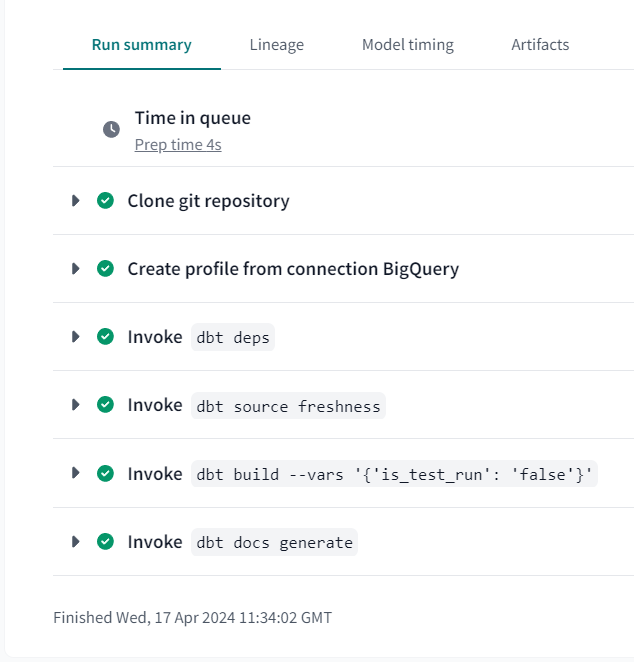 Run summary Lineage Model timing Artifacts
Time in queue
Prep time 4s
Clone git repository
Create profile from connection BigQuery
Invoke dbt deps
Invoke dbt source freshness
Invoke dbt build --vars '{'is_test_run': 'false'}'
Invoke dbt docs generate
Finished Wed, 17 Apr 2024 11:34:02 GMT